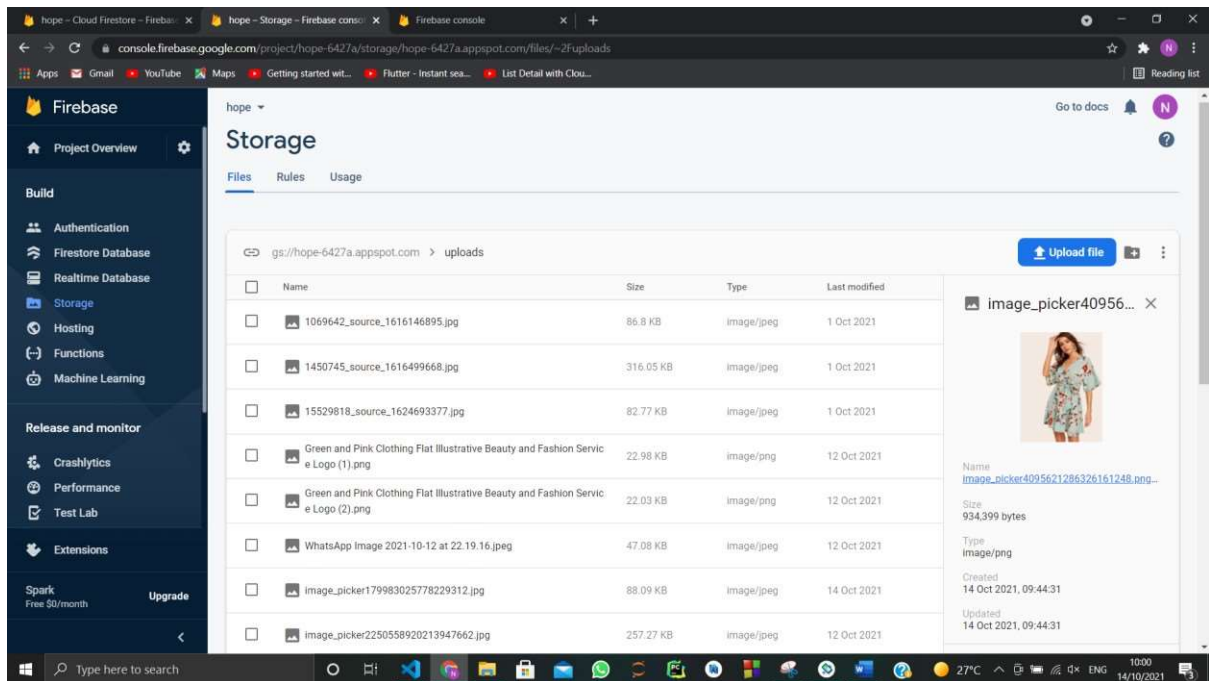 hope – Cloud Firestore – Firebas
hope – Storage – Firebase conso
Firebase console
console.firebase.google.com/project/hope-6427a/storage/hope-6427a.appspot.com/files/~2Fuploads
Apps Gmail YouTube Maps Getting started wit... Flutter - Instant sea... List Detail with Clou... Reading list
Firebase
Project Overview
Build
Authentication
Firestore Database
Realtime Database
Storage
Hosting
Functions
Machine Learning
Release and monitor
Crashlytics
Performance
Test Lab
Extensions
Spark
Free $0/month
Upgrade
hope
Go to docs
N
Storage
Files Rules Usage
gs://hope-6427a.appspot.com > uploads
Upload file
Name Size Type Last modified
1069642_source_1616146895.jpg 86.8 KB image/jpeg 1 Oct 2021
1450745_source_1616499668.jpg 316.05 KB image/jpeg 1 Oct 2021
15529818_source_1624693377.jpg 82.77 KB image/jpeg 1 Oct 2021
Green and Pink Clothing Flat Illustrative Beauty and Fashion Servic
e Logo (1).png 22.98 KB image/png 12 Oct 2021
Green and Pink Clothing Flat Illustrative Beauty and Fashion Servic
e Logo (2).png 22.03 KB image/png 12 Oct 2021
WhatsApp Image 2021-10-12 at 22.19.16.jpeg 47.08 KB image/jpeg 12 Oct 2021
image_picker179983025778229312.jpg 88.09 KB image/jpeg 14 Oct 2021
image_picker2250558920213947662.jpg 257.27 KB image/jpeg 12 Oct 2021
image_picker40956...
Name
image_picker4095621286326161248.png...
Size
934,399 bytes
Type
image/png
Created
14 Oct 2021, 09:44:31
Updated
14 Oct 2021, 09:44:31
Type here to search
27°C
ENG
10:00
14/10/2021